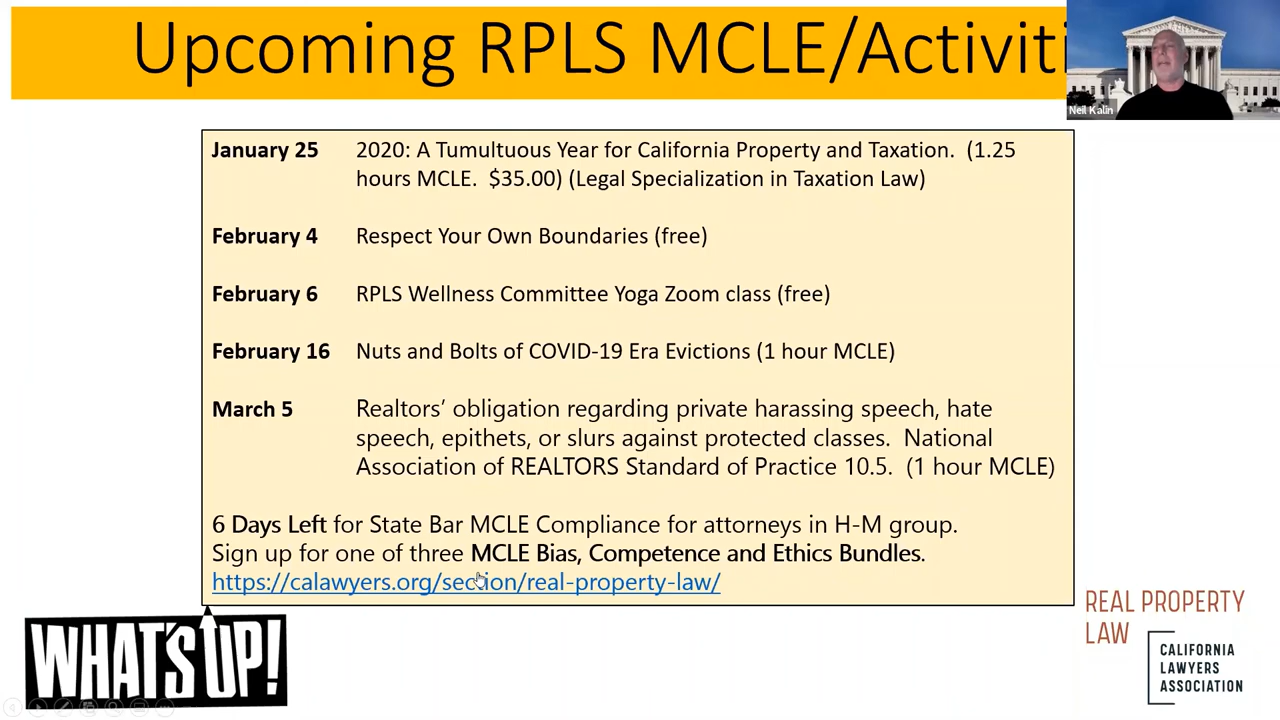 Upcoming RPLS MCLE/Activiti
Neil Kalin
January 25 2020: A Tumultuous Year for California Property and Taxation. (1.25
hours MCLE. $35.00) (Legal Specialization in Taxation Law)
February 4 Respect Your Own Boundaries (free)
February 6 RPLS Wellness Committee Yoga Zoom class (free)
February 16 Nuts and Bolts of COVID-19 Era Evictions (1 hour MCLE)
March 5 Realtors’ obligation regarding private harassing speech, hate
speech, epithets, or slurs against protected classes. National
Association of REALTORS Standard of Practice 10.5. (1 hour MCLE)
6 Days Left for State Bar MCLE Compliance for attorneys in H-M group.
Sign up for one of three MCLE Bias, Competence and Ethics Bundles.
https://calawyers.org/section/real-property-law/
WHAT'S UP!
REAL PROPERTY
LAW
CALIFORNIA
LAWYERS
ASSOCIATION